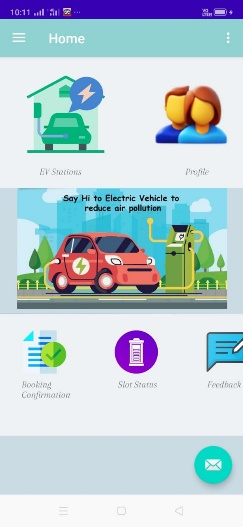 10:11
Home
EV Stations
Profile
Say Hi to Electric Vehicle to
reduce air pollution
Booking
Confirmation
Slot Status
Feedback